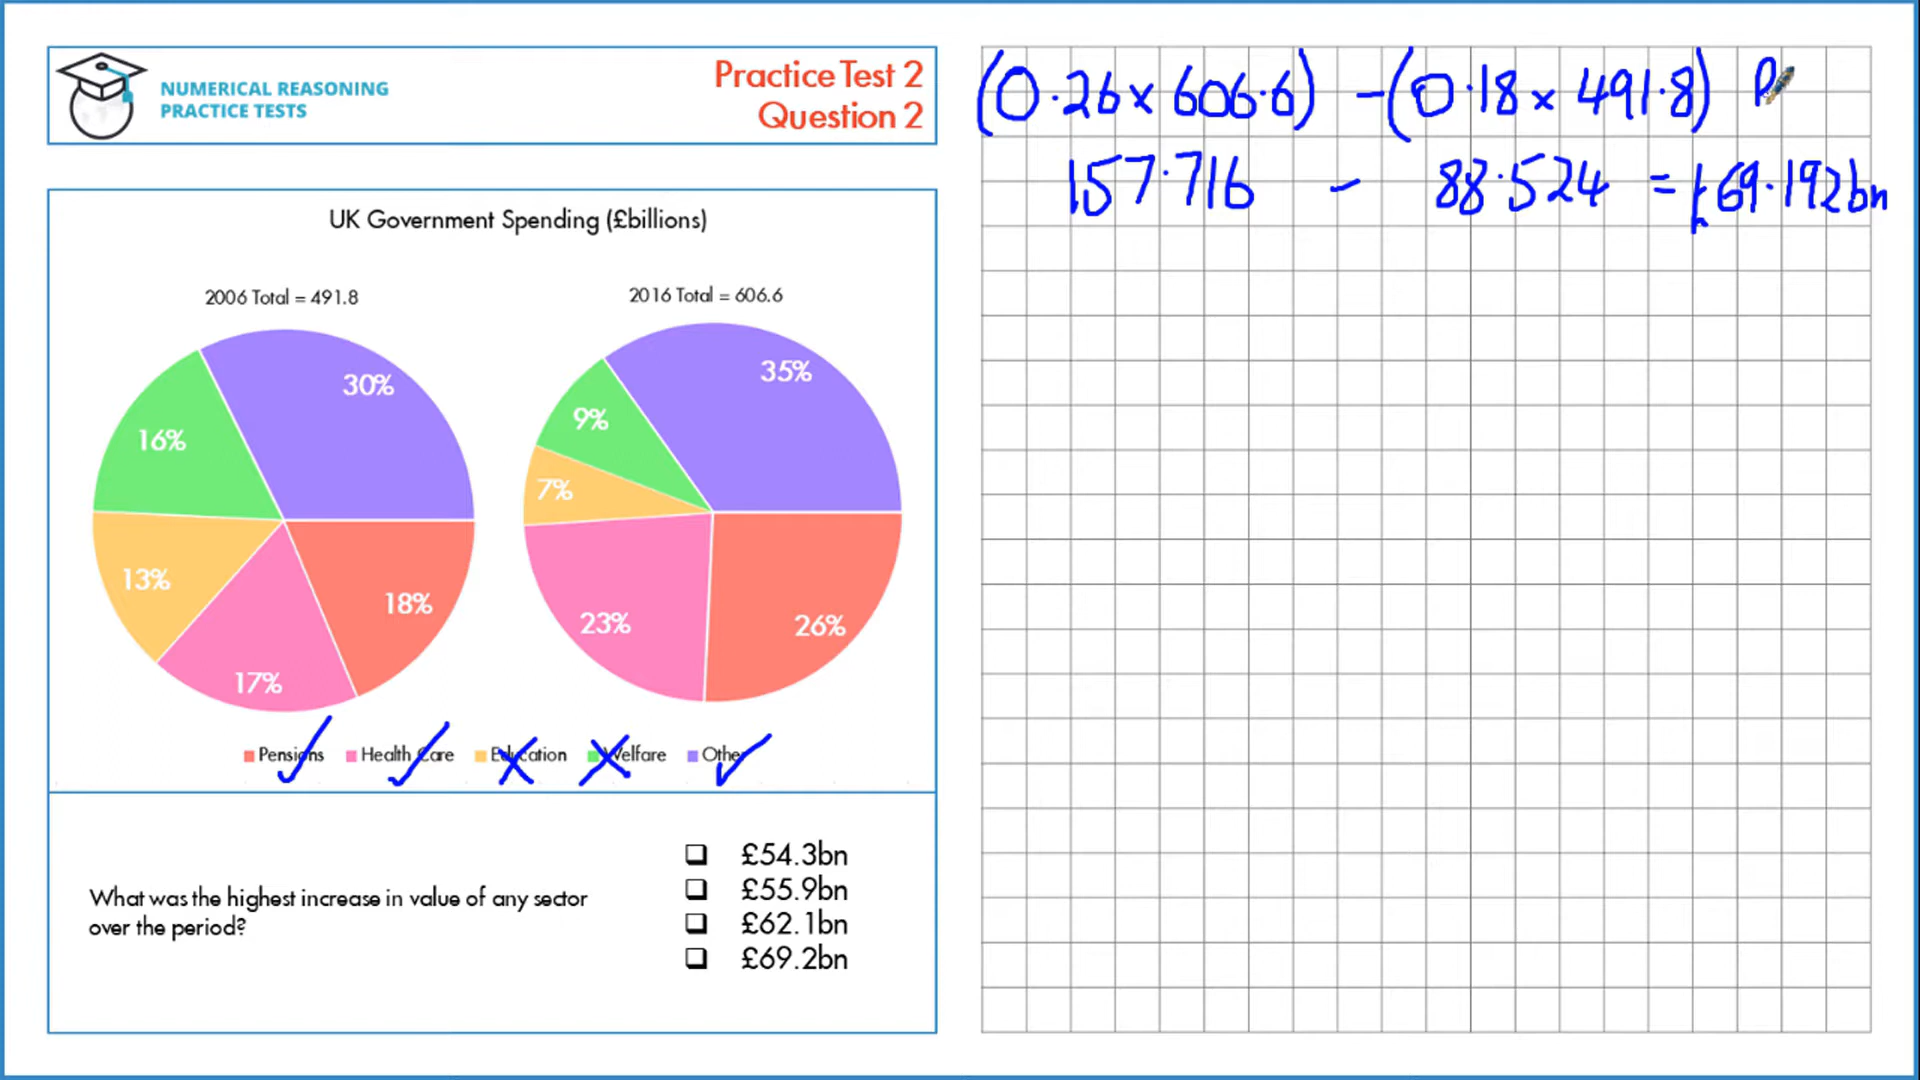 NUMERICAL REASONING
PRACTICE TESTS
Practice Test 2
Question 2
UK Government Spending (£billions)
2006 Total = 491.8
2016 Total = 606.6
30%
16%
13%
17%
18%
35%
9%
7%
23%
26%
Pensions Health Care Education Welfare Other
What was the highest increase in value of any sector
over the period?
£54.3bn
£55.9bn
£62.1bn
£69.2bn
(0.26 x 606.6) - (0.18 x 491.8) P
157.716 - 88.524 = £69.192bn